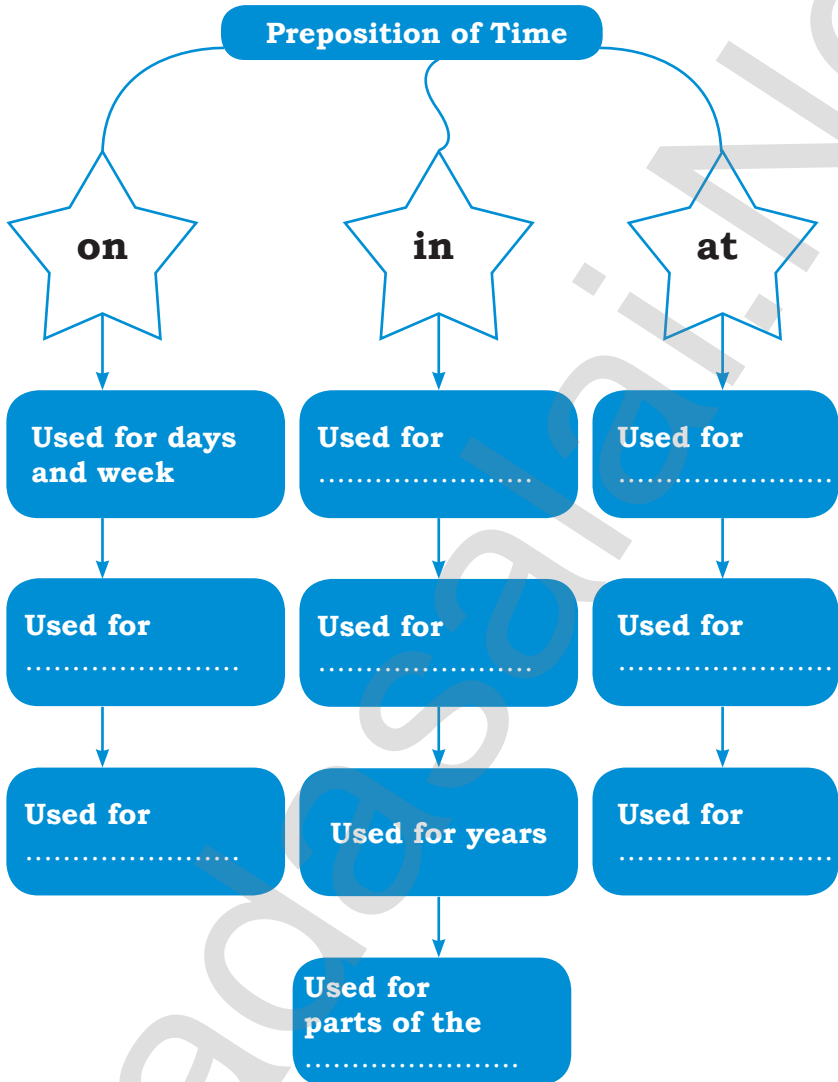 Preposition of Time
on
in
at
Used for days
and week
Used for
.......................
Used for
.......................
Used for
.......................
Used for
.......................
Used for
.......................
Used for
.......................
Used for years
Used for
.......................
Used for
parts of the
.......................